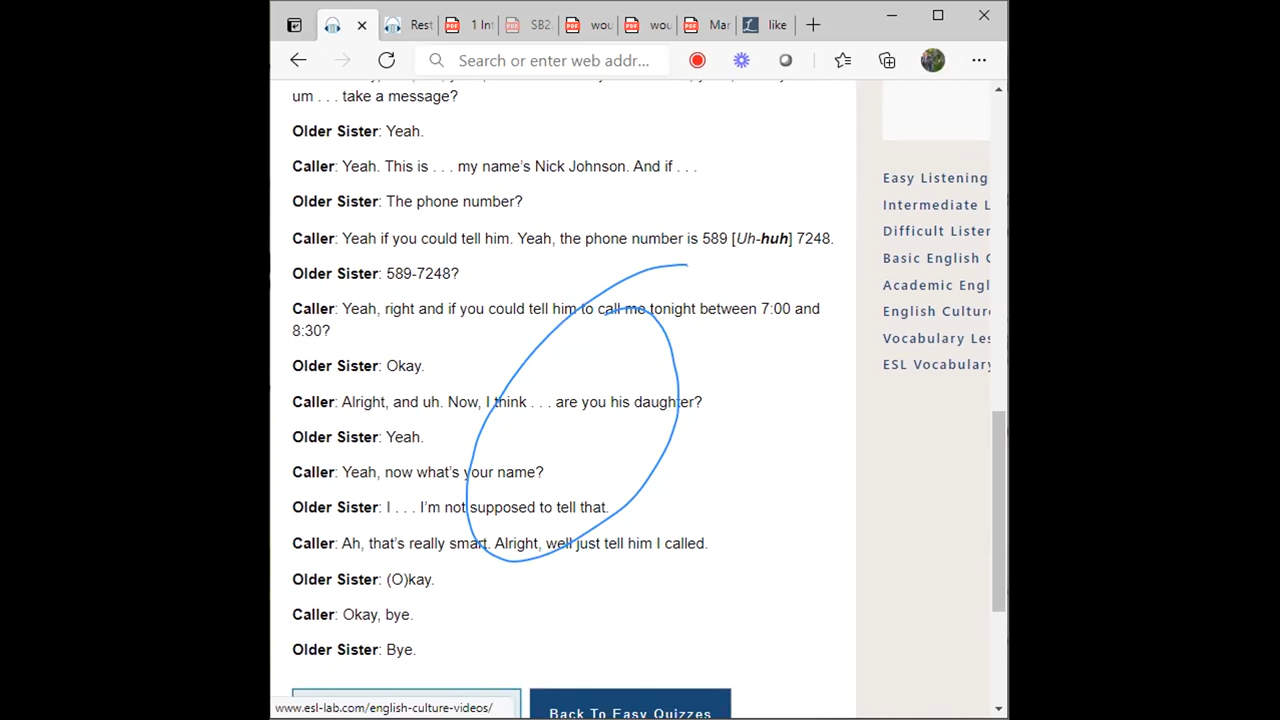 Rest
1 Int
SB2
wou
wou
Mar
like
Search or enter web addr...
um . . . take a message?
Older Sister: Yeah.
Caller: Yeah. This is . . . my name's Nick Johnson. And if . . .
Older Sister: The phone number?
Caller: Yeah if you could tell him. Yeah, the phone number is 589 [Uh-huh] 7248.
Older Sister: 589-7248?
Caller: Yeah, right and if you could tell him to call me tonight between 7:00 and
8:30?
Older Sister: Okay.
Caller: Alright, and uh. Now, I think . . . are you his daughter?
Older Sister: Yeah.
Caller: Yeah, now what's your name?
Older Sister: I . . . I'm not supposed to tell that.
Caller: Ah, that's really smart. Alright, well just tell him I called.
Older Sister: (O)kay.
Caller: Okay, bye.
Older Sister: Bye.
Back To Easy Quizzes
www.esl-lab.com/english-culture-videos/
Easy Listening
Intermediate L
Difficult Lister
Basic English C
Academic Engl
English Culture
Vocabulary Les
ESL Vocabulary